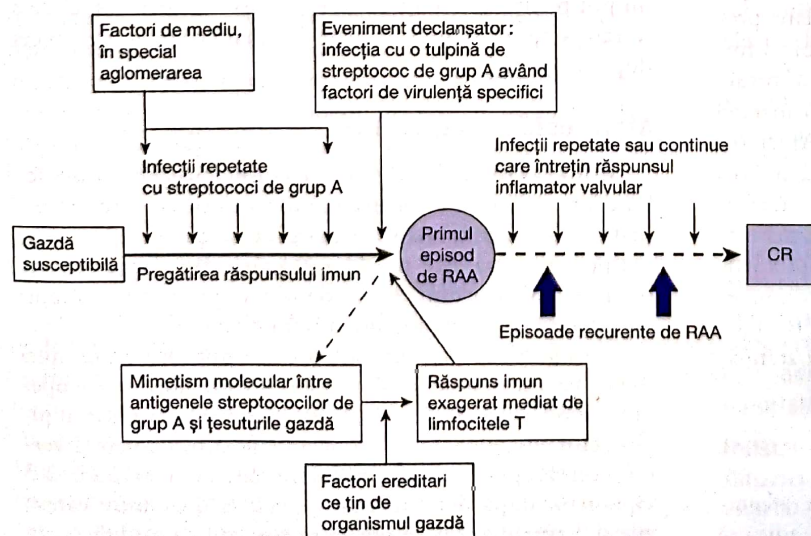 Factori de mediu,
în special
aglomerarea
Eveniment declanșator:
infecția cu o tulpină de
streptococ de grup A având
factori de virulență specifici
Infecții repetate
cu streptococi de grup A
Infecții repetate sau continue
care întrețin răspunsul
inflamator valvular
Gazdă
susceptibilă
Pregătirea răspunsului imun
Primul
episod
de RAA
CR
Episoade recurente de RAA
Mimetism molecular între
antigenele streptococilor de
grup A și țesuturile gazdă
Răspuns imun
exagerat mediat de
limfocitele T
Factori ereditari
ce țin de
organismul gazdă